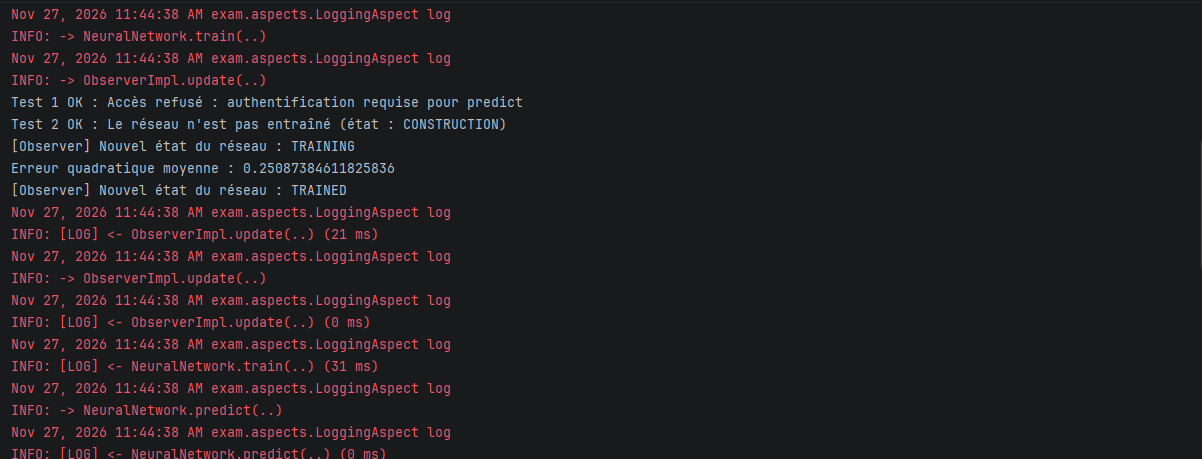 Nov 27, 2026 11:44:38 AM exam.aspects.LoggingAspect log
INFO: -> NeuralNetwork.train(..)
Nov 27, 2026 11:44:38 AM exam.aspects.LoggingAspect log
INFO: -> ObserverImpl.update(..)
Test 1 OK : Accès refusé : authentification requise pour predict
Test 2 OK : Le réseau n'est pas entraîné (état : CONSTRUCTION)
[Observer] Nouvel état du réseau : TRAINING
Erreur quadratique moyenne : 0.25087384611825836
[Observer] Nouvel état du réseau : TRAINED
Nov 27, 2026 11:44:38 AM exam.aspects.LoggingAspect log
INFO: [LOG] <- ObserverImpl.update(..) (21 ms)
Nov 27, 2026 11:44:38 AM exam.aspects.LoggingAspect log
INFO: -> ObserverImpl.update(..)
Nov 27, 2026 11:44:38 AM exam.aspects.LoggingAspect log
INFO: [LOG] <- ObserverImpl.update(..) (0 ms)
Nov 27, 2026 11:44:38 AM exam.aspects.LoggingAspect log
INFO: [LOG] <- NeuralNetwork.train(..) (31 ms)
Nov 27, 2026 11:44:38 AM exam.aspects.LoggingAspect log
INFO: -> NeuralNetwork.predict(..)
Nov 27, 2026 11:44:38 AM exam.aspects.LoggingAspect log
INFO: [LOG] <- NeuralNetwork.predict(..) (0 ms)